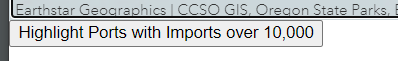 Earthstar Geographics | CCSO GIS, Oregon State Parks,
Highlight Ports with Imports over 10,000